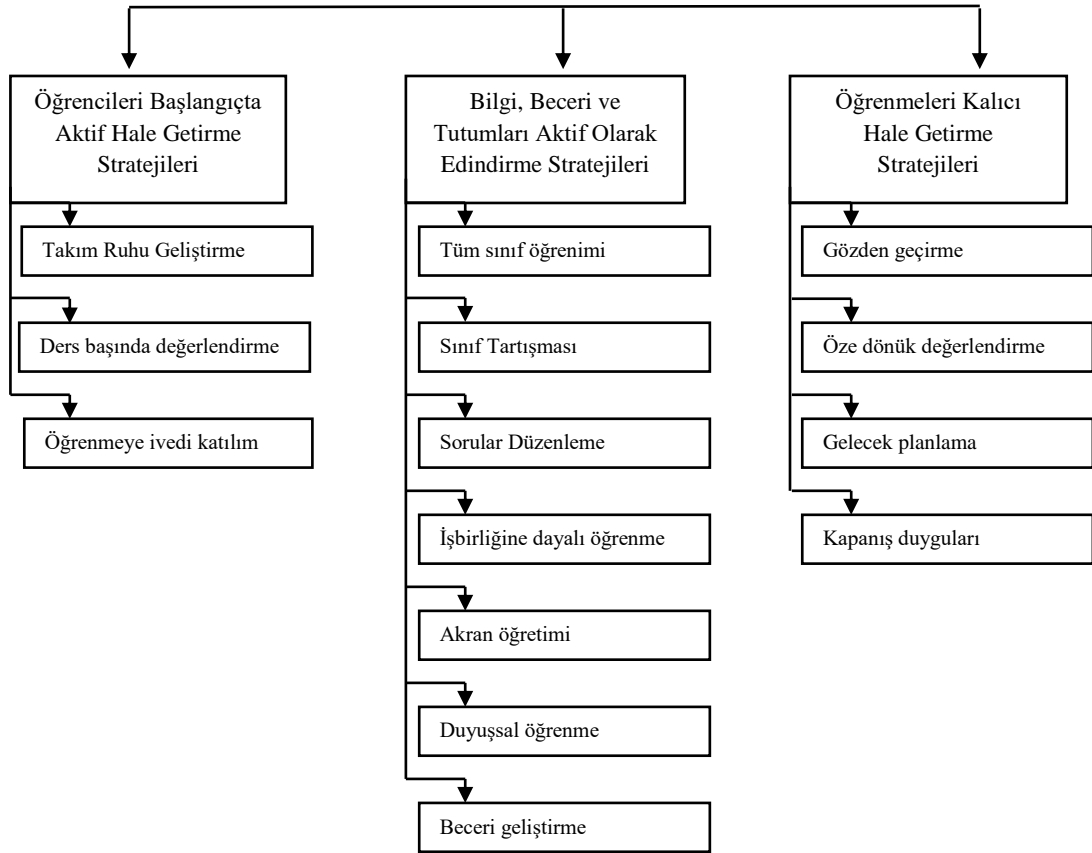 Öğrencileri Başlangıçta
Aktif Hale Getirme
Stratejileri
Takım Ruhu Geliştirme
Ders başında değerlendirme
Öğrenmeye ivedi katılım
Bilgi, Beceri ve
Tutumları Aktif Olarak
Edindirme Stratejileri
Tüm sınıf öğrenimi
Sınıf Tartışması
Sorular Düzenleme
İşbirliğine dayalı öğrenme
Akran öğretimi
Duyuşsal öğrenme
Beceri geliştirme
Öğrenmeleri Kalıcı
Hale Getirme
Stratejileri
Gözden geçirme
Öze dönük değerlendirme
Gelecek planlama
Kapanış duyguları